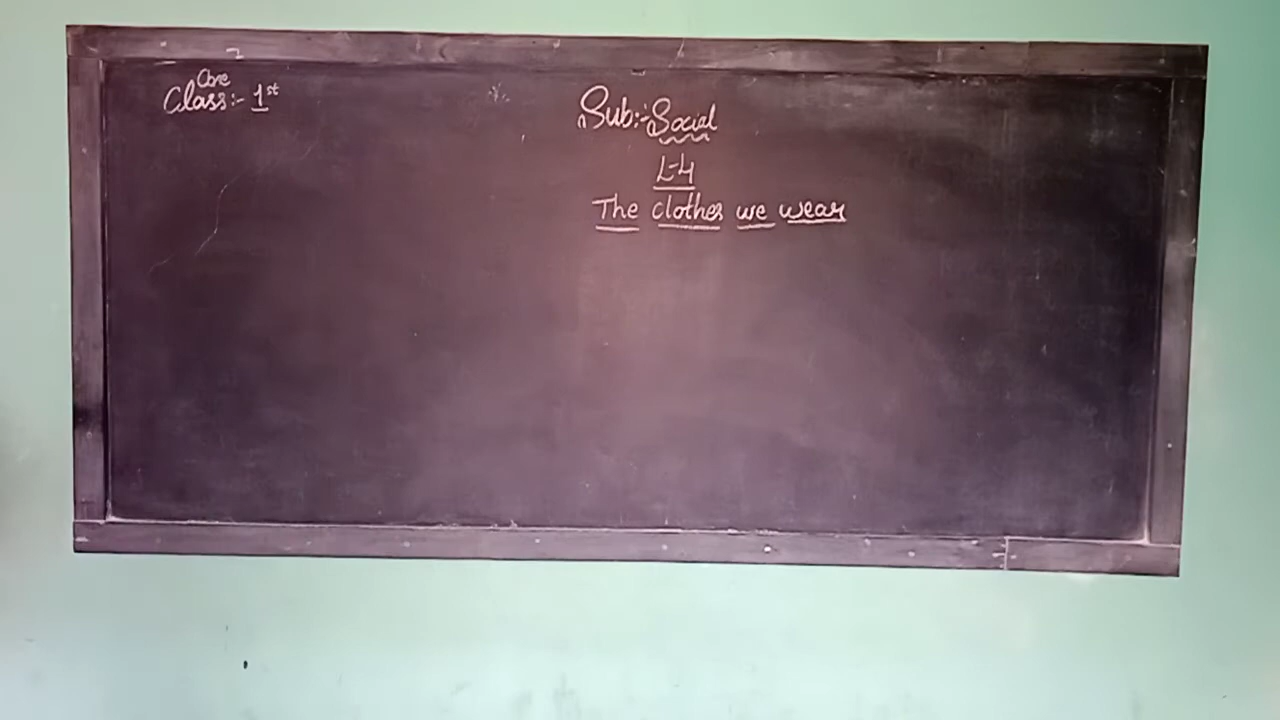 One
Class:- 1st
Sub:- Social
L-4
The clothes we wear